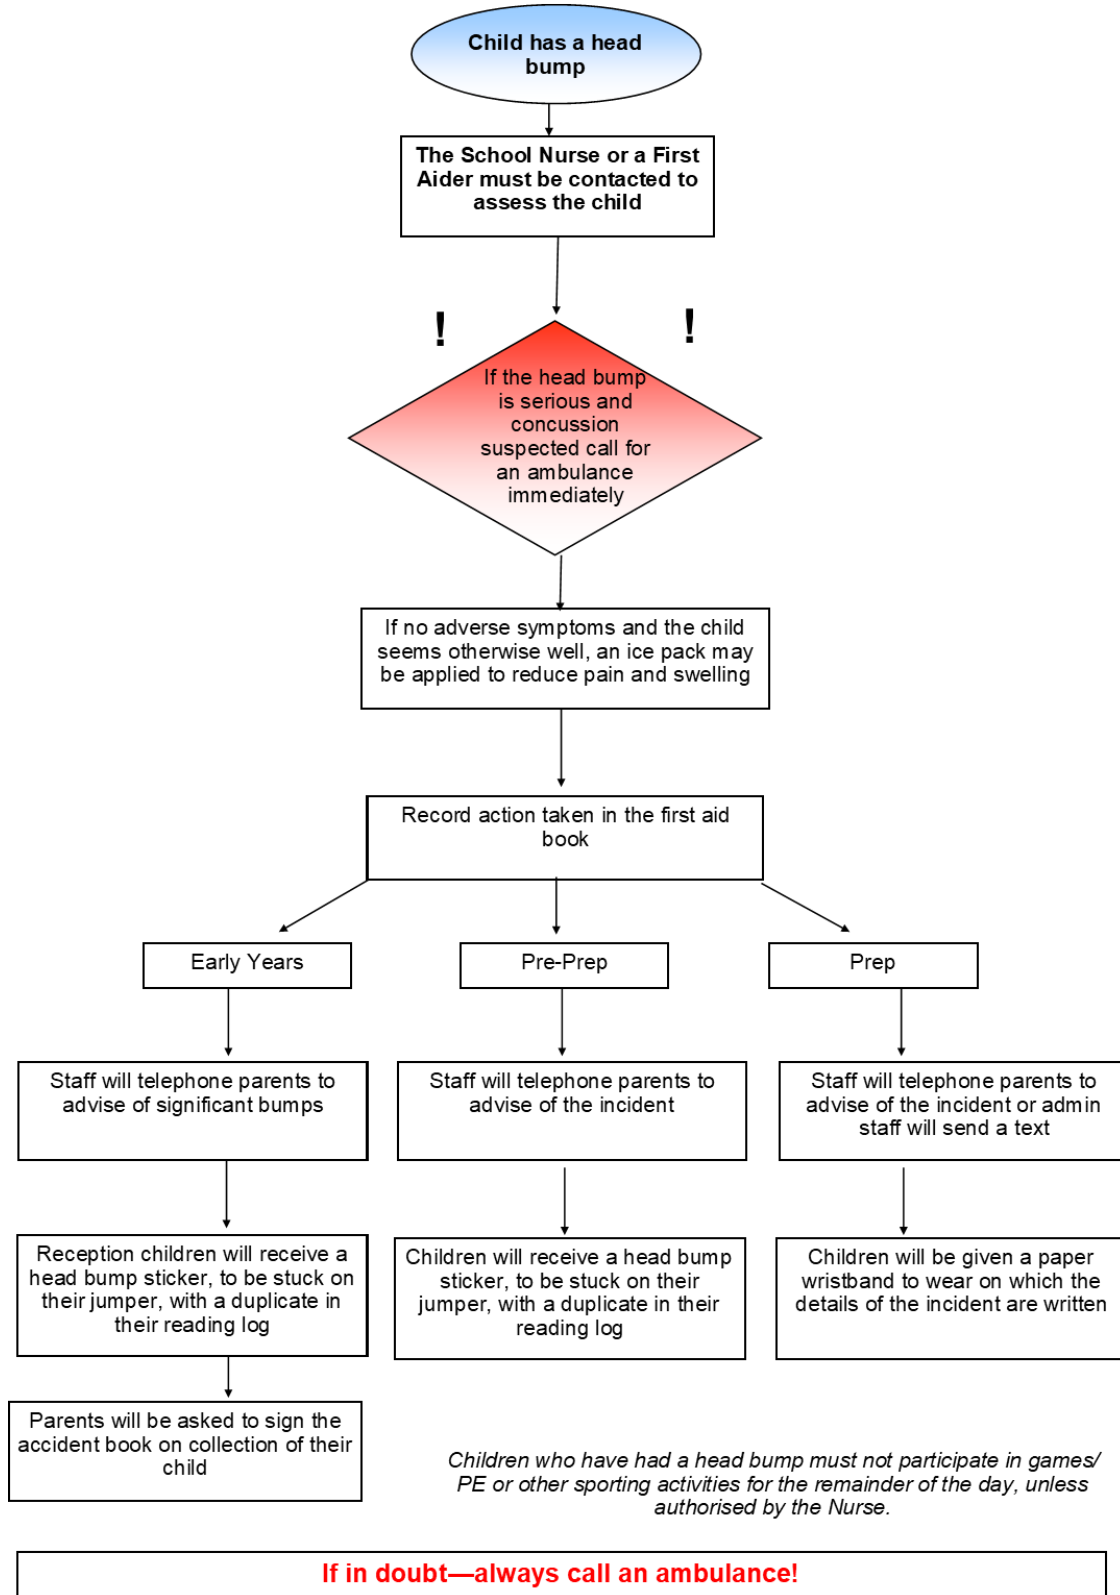 Child has a head
bump
The School Nurse or a First
Aider must be contacted to
assess the child
!
!
If the head bump
is serious and
concussion
suspected call for
an ambulance
immediately
If no adverse symptoms and the child
seems otherwise well, an ice pack may
be applied to reduce pain and swelling
Record action taken in the first aid
book
Early Years
Pre-Prep
Prep
Staff will telephone parents to
advise of significant bumps
Staff will telephone parents to
advise of the incident
Staff will telephone parents to
advise of the incident or admin
staff will send a text
Reception children will receive a
head bump sticker, to be stuck on
their jumper, with a duplicate in
their reading log
Children will receive a head bump
sticker, to be stuck on their
jumper, with a duplicate in their
reading log
Children will be given a paper
wristband to wear on which the
details of the incident are written
Parents will be asked to sign the
accident book on collection of their
child
Children who have had a head bump must not participate in games/
PE or other sporting activities for the remainder of the day, unless
authorised by the Nurse.
If in doubt—always call an ambulance!